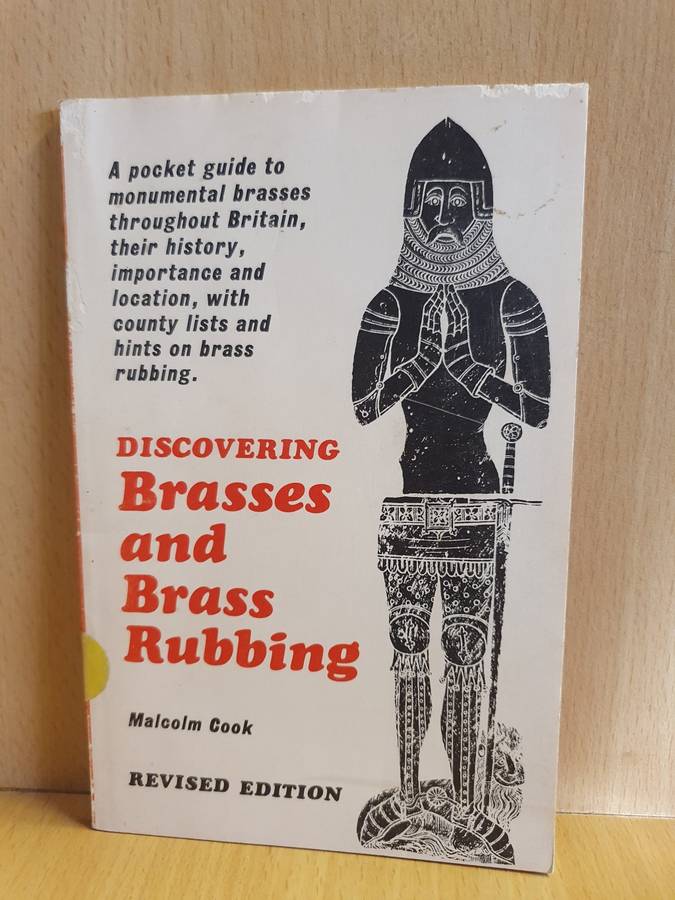 A pocket guide to
monumental brasses
throughout Britain,
their history,
importance and
location, with
county lists and
hints on brass
rubbing.
DISCOVERING
Brasses
and
Brass
Rubbing
Malcolm Cook
REVISED EDITION